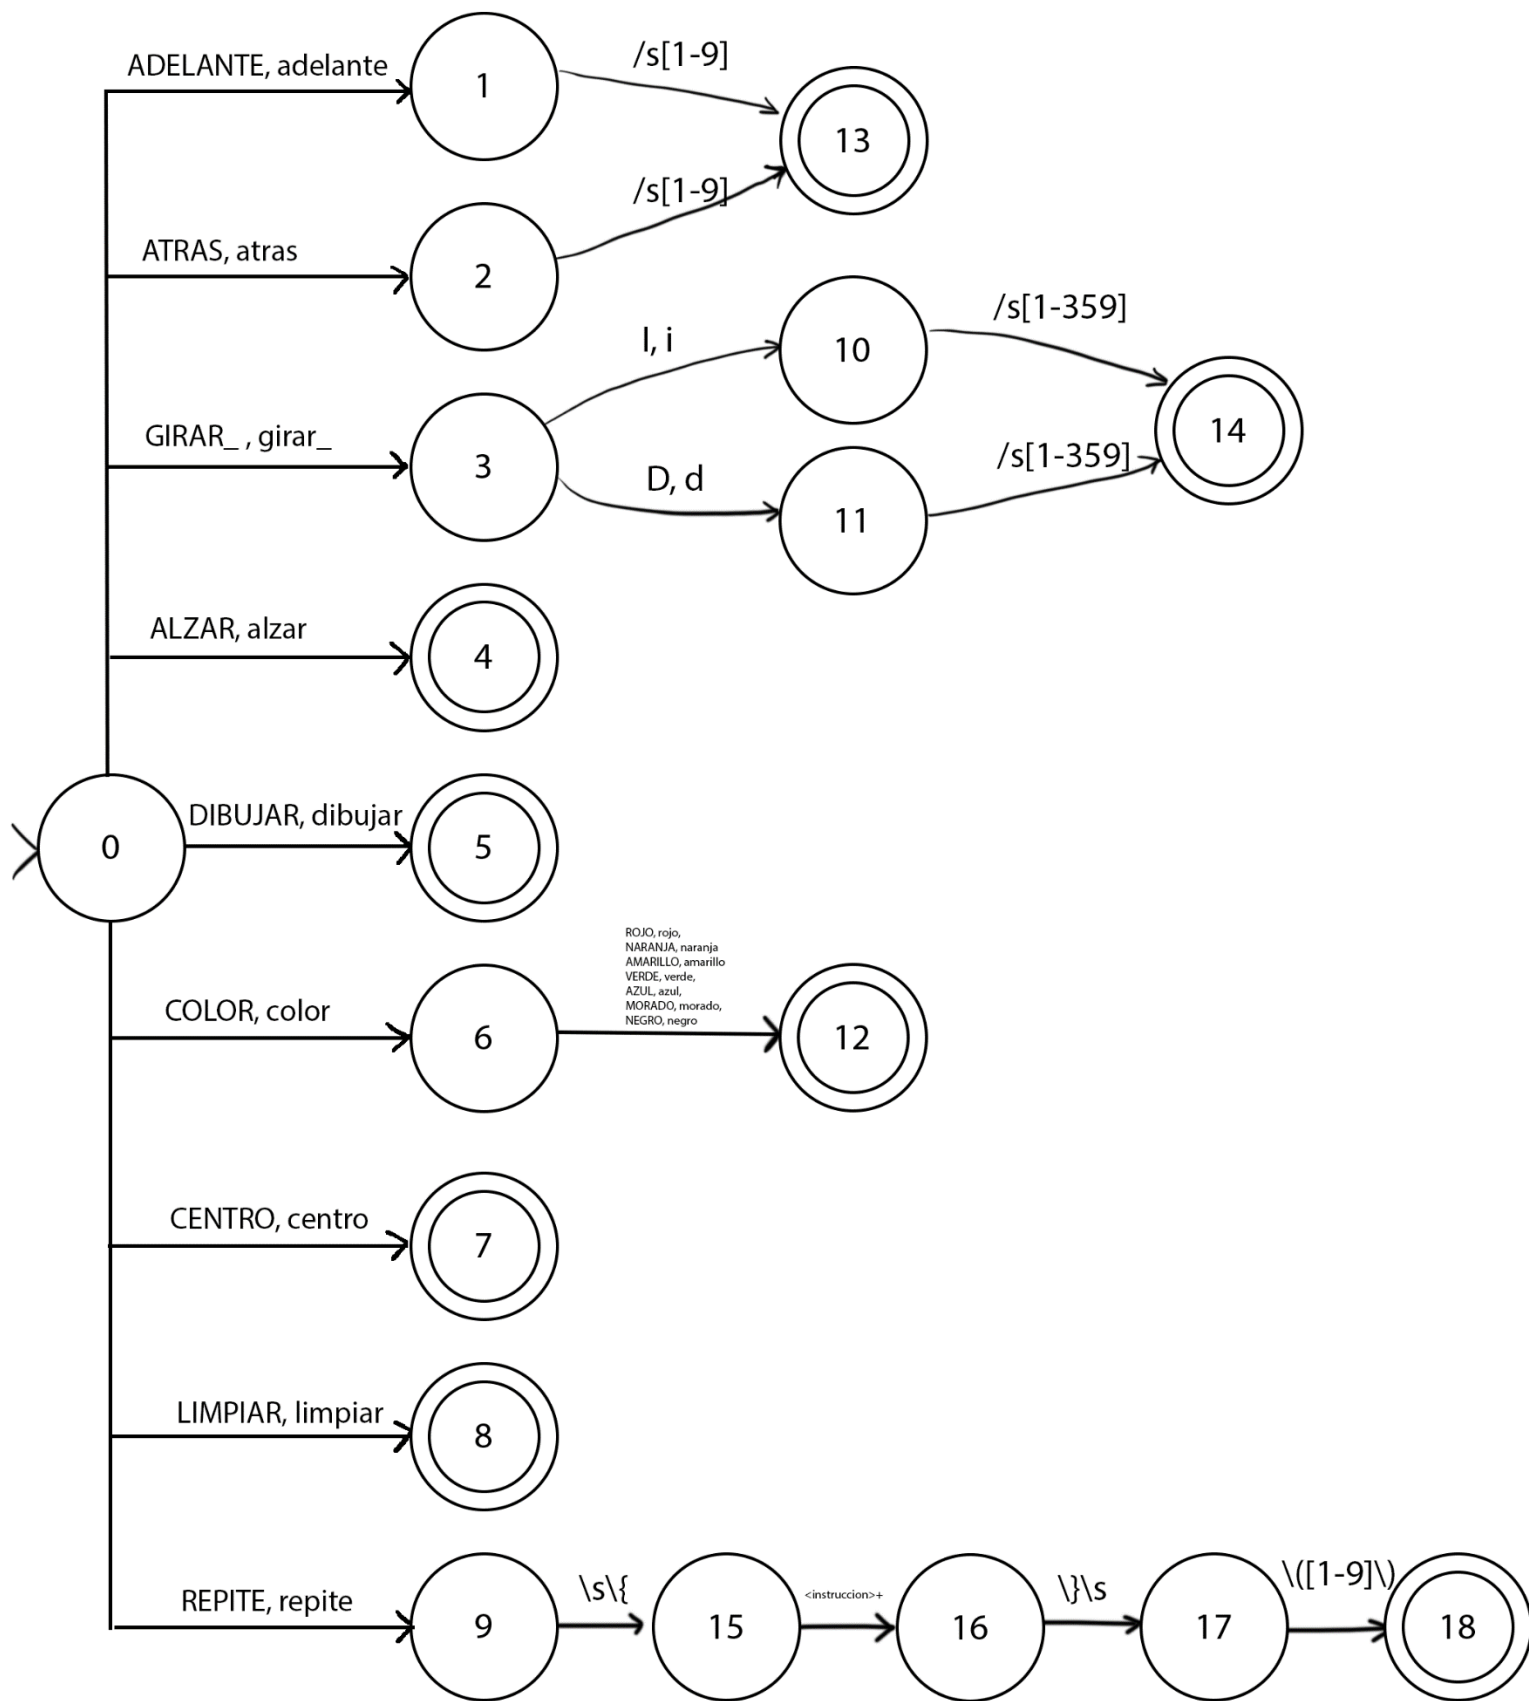 ADELANTE, adelante
1
/s[1-9]
13
ATRAS, atras
2
/s[1-9]
GIRAR_ , girar_
3
I, i
10
/s[1-359]
14
D, d
11
/s[1-359]
ALZAR, alzar
4
0
DIBUJAR, dibujar
5
COLOR, color
6
ROJO, rojo,
NARANJA, naranja
AMARILLO, amarillo
VERDE, verde,
AZUL, azul,
MORADO, morado,
NEGRO, negro
12
CENTRO, centro
7
LIMPIAR, limpiar
8
REPITE, repite
9
\s\{
15
<instruccion>+
16
\}\s
17
\([1-9]\)
18